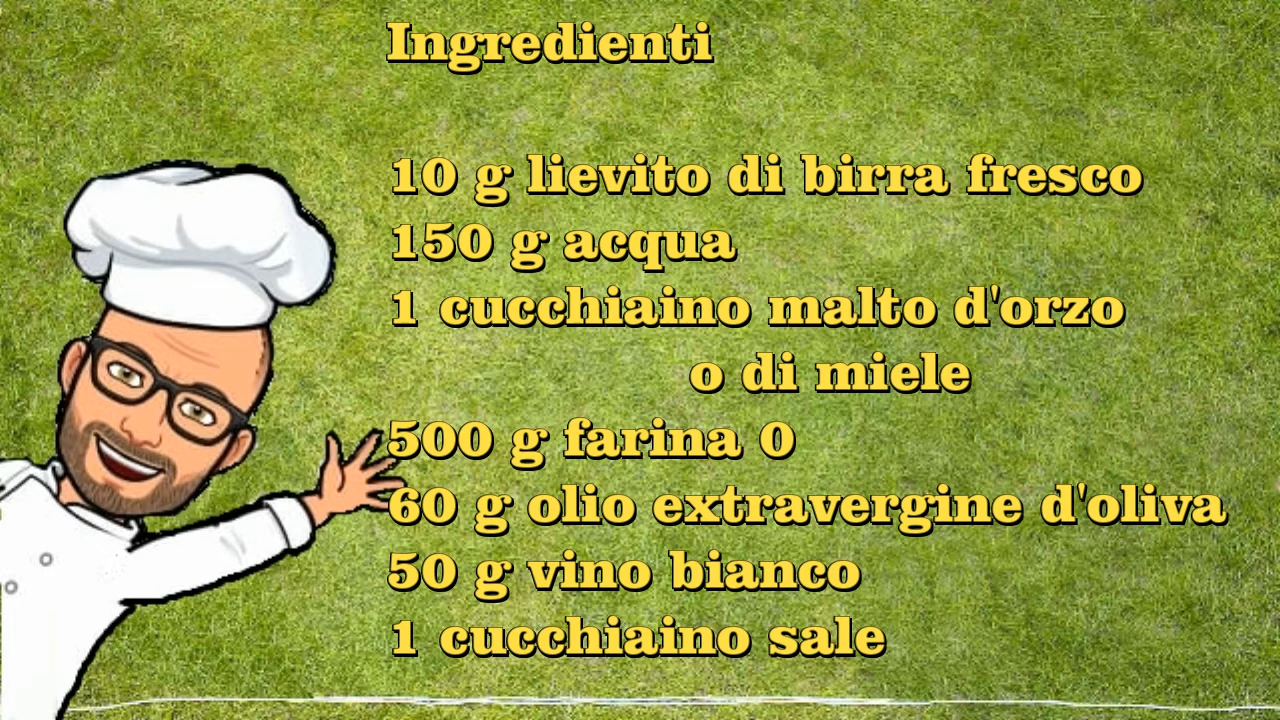 Ingredienti
10 g lievito di birra fresco
150 g acqua
1 cucchiaino malto d'orzo
o di miele
500 g farina 0
60 g olio extravergine d'oliva
50 g vino bianco
1 cucchiaino sale